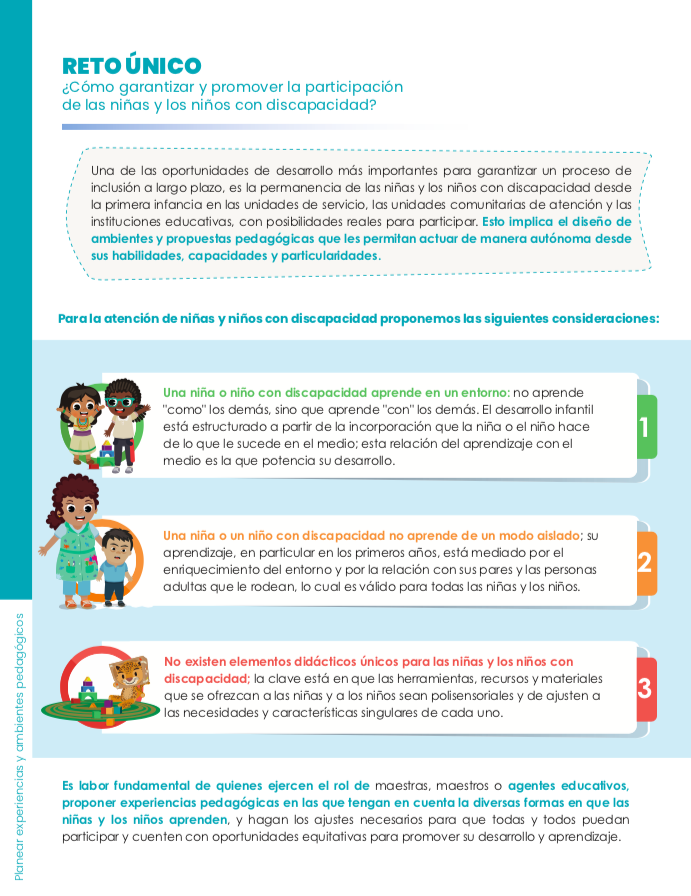 RETO ÚNICO
¿Cómo garantizar y promover la participación
de las niñas y los niños con discapacidad?
Una de las oportunidades de desarrollo más importantes para garantizar un proceso de
inclusión a largo plazo, es la permanencia de las niñas y los niños con discapacidad desde
la primera infancia en las unidades de servicio, las unidades comunitarias de atención y las
instituciones educativas, con posibilidades reales para participar. Esto implica el diseño de
ambientes y propuestas pedagógicas que les permitan actuar de manera autónoma desde
sus habilidades, capacidades y particularidades.
Para la atención de niñas y niños con discapacidad proponemos las siguientes consideraciones:
Una niña o niño con discapacidad aprende en un entorno: no aprende
"como" los demás, sino que aprende "con" los demás. El desarollo infantil
está estructurado a partir de la incorporación que la niña o el niño hace
de lo que le sucede en el medio; esta relación del aprendizaje con el
medio es la que potencia su desarrollo.
1
Una niña o un niño con discapacidad no aprende de un modo aislado; su
aprendizaje, en particular en los primeros años, está mediado por el
enriquecimiento del entorno y por la relación con sus pares y las personas
adultas que le rodean, lo cual es válido para todas las niñas y los niños.
2
No existen elementos didácticos únicos para las niñas y los niños con
discapacidad; la clave está en que las herramientas, recursos y materiales
que se ofrezcan a las niñas y a los niños sean polisensoriales y de ajusten a
las necesidades y características singulares de cada uno.
3
Es labor fundamental de quienes ejercen el rol de maestras, maestros o agentes educativos,
proponer experiencias pedagógicas en las que tengan en cuenta la diversas formas en que las
niñas y los niños aprenden, y hagan los ajustes necesarios para que todas y todos puedan
participar y cuenten con oportunidades equitativas para promover su desarrollo y aprendizaje.
Planear experiencias y ambientes pedagógicos